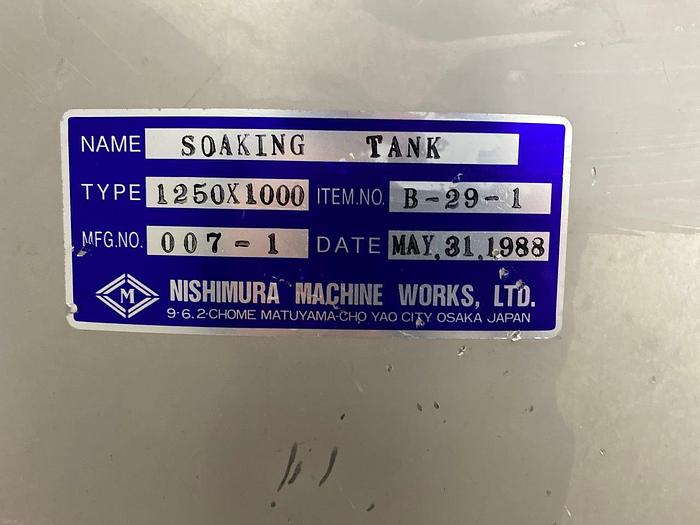 NAME SOAKING TANK
TYPE 1250X1000 ITEM.NO. B-29-1
MFG.NO. 007-1 DATE MAY,31,1988
M NISHIMURA MACHINE WORKS, LTD.
9-6.2-CHOME MATUYAMA-CHO YAO CITY OSAKA JAPAN